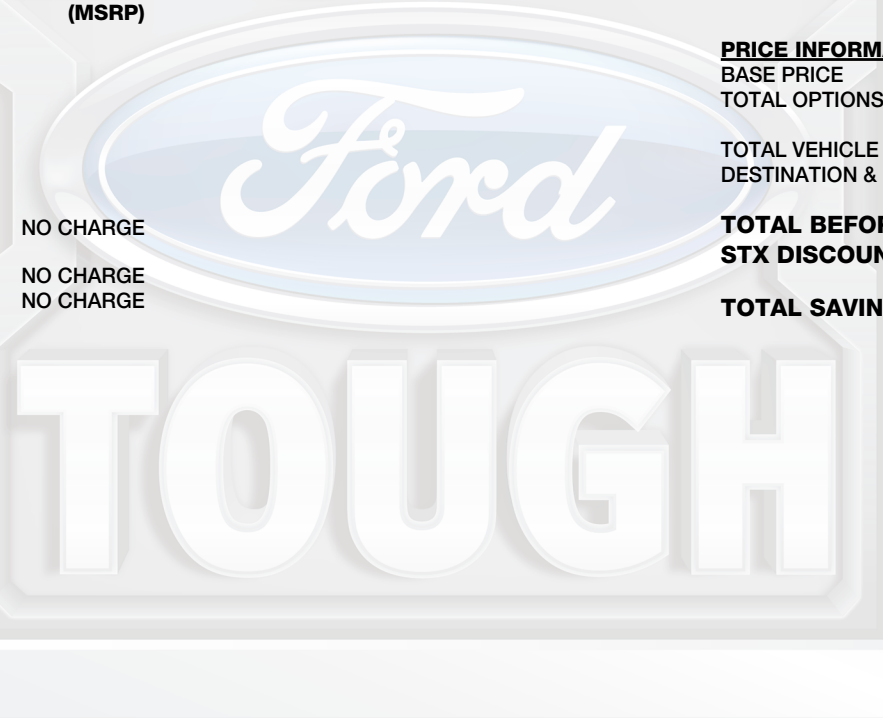 (MSRP)
NO CHARGE
NO CHARGE
NO CHARGE
PRICE INFORM
BASE PRICE
TOTAL OPTIONS
TOTAL VEHICLE
DESTINATION &
TOTAL BEFOR
STX DISCOUN
TOTAL SAVIN
Ford
TOUGH